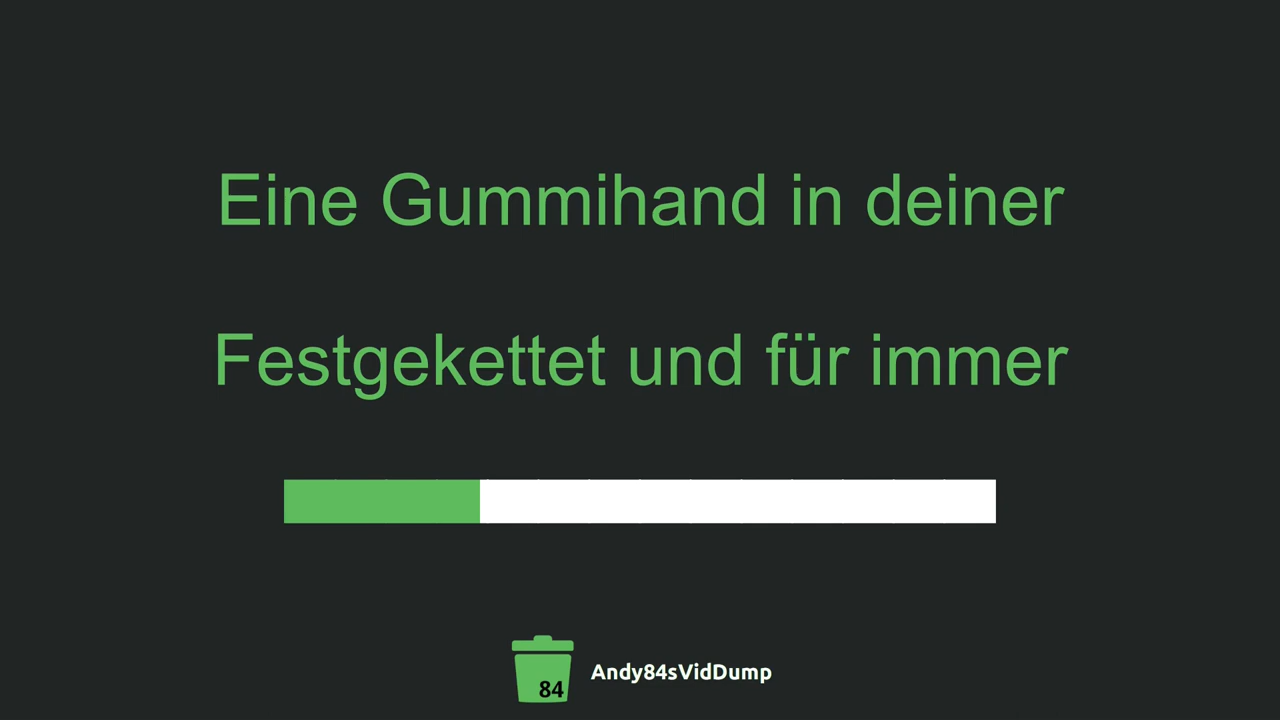 Eine Gummihand in deiner
Festgekettet und für immer
84
Andy84sVidDump